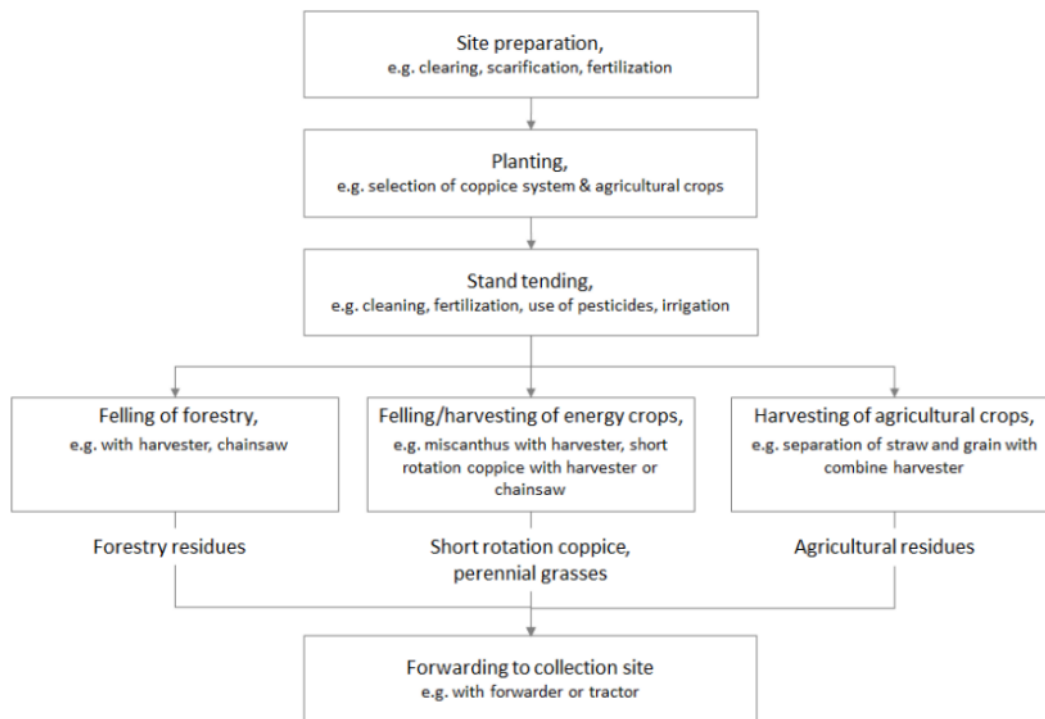 Site preparation,
e.g. clearing, scarification, fertilization
Planting,
e.g. selection of coppice system & agricultural crops
Stand tending,
e.g. cleaning, fertilization, use of pesticides, irrigation
Felling of forestry,
e.g. with harvester, chainsaw
Felling/harvesting of energy crops,
e.g. miscanthus with harvester, short
rotation coppice with harvester or
chainsaw
Harvesting of agricultural crops,
e.g. separation of straw and grain with
combine harvester
Forestry residues
Short rotation coppice,
perennial grasses
Agricultural residues
Forwarding to collection site
e.g. with forwarder or tractor